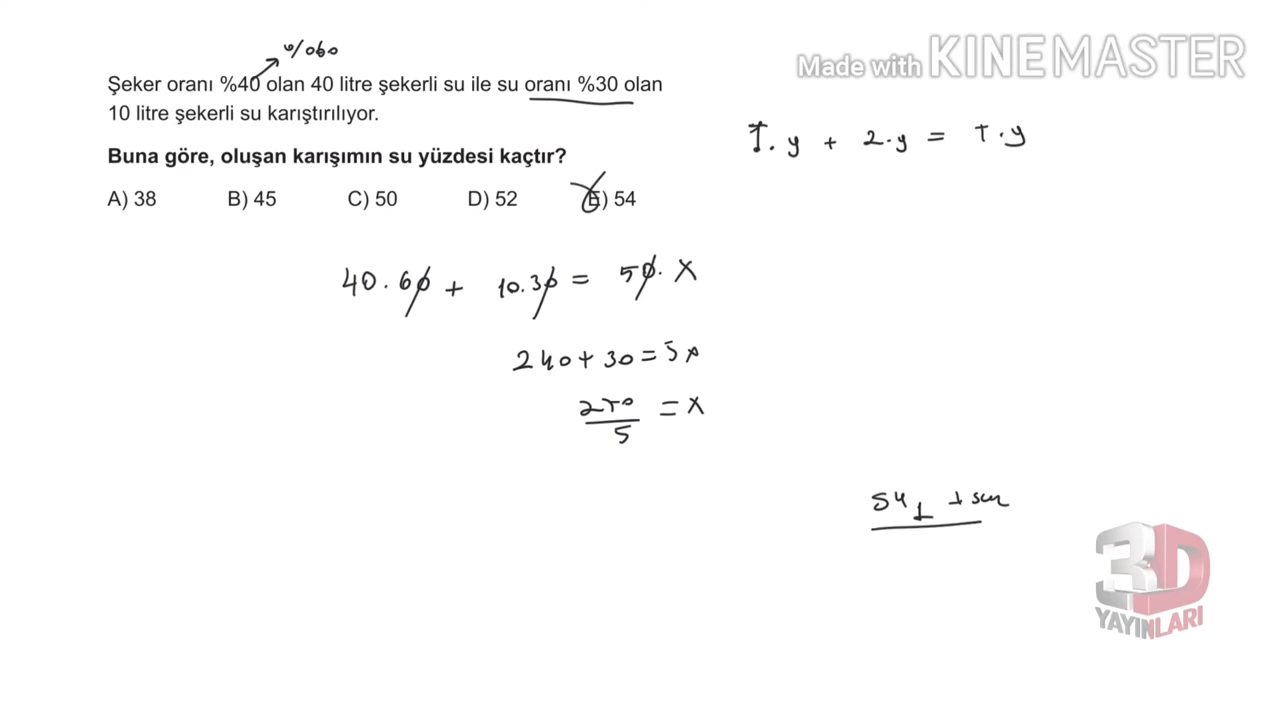 %60
Made with KINEMASTER
Şeker oranı %40 olan 40 litre şekerli su ile su oranı %30 olan
10 litre şekerli su karıştırılıyor.
1.y + 2.y = T.y
Buna göre, oluşan karışımın su yüzdesi kaçtır?
A) 38 B) 45 C) 50 D) 52 E) 54
40.60 + 10.30 = 50.X
240+30=5x
270 = x
5
54
3D
YAYINLARI